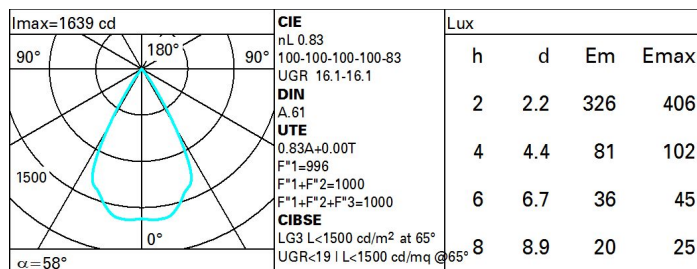 Imax=1639 cd
90°
180°
90°
1500
0°
α=58°
CIE
nL 0.83
100-100-100-100-83
UGR 16.1-16.1
DIN
A.61
UTE
0.83A+0.00T
F"1=996
F"1+F"2=1000
F"1+F"2+F"3=1000
CIBSE
LG3 L<1500 cd/m² at 65°
UGR<19 | L<1500 cd/mq @65°
Lux
h d Em Emax
2 2.2 326 406
4 4.4 81 102
6 6.7 36 45
8 8.9 20 25